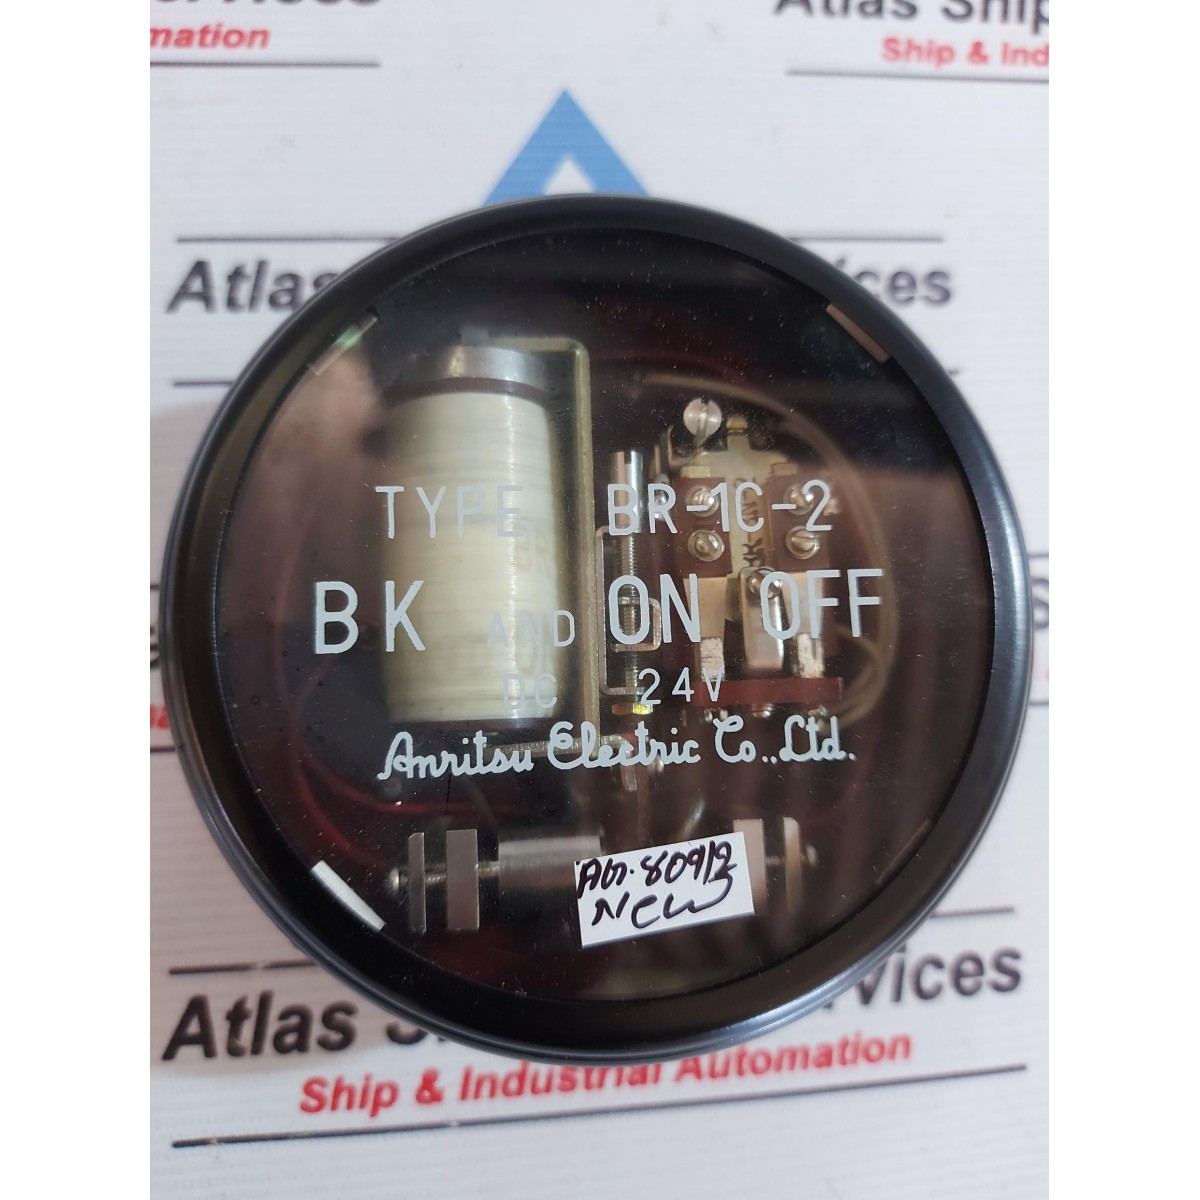 Services
mation
Atlas Ship
Ship & Ind
Atlas
vices
TYPE BR-1C-2
BK AND ON OFF
DC 24V
Anritsu Electric Co., Ltd.
New
Atlas S vices
Ship & Industrial Automation